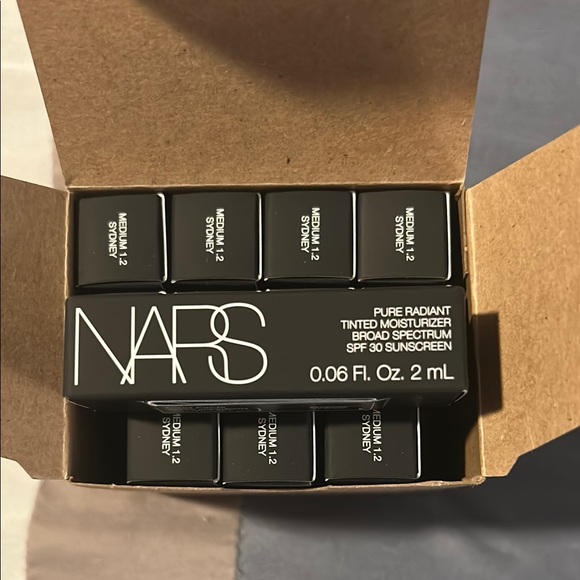 MEDIUM 1.2
SYDNEY
MEDIUM 1.2
SYDNEY
MEDIUM 1.2
SYDNEY
MEDIUM 1.2
SYDNEY
NARS
PURE RADIANT
TINTED MOISTURIZER
BROAD SPECTRUM
SPF 30 SUNSCREEN
0.06 Fl. Oz. 2 mL
MEDIUM 1.2
SYDNEY
MEDIUM 1.2
SYDNEY
MEDIUM 1.2
SYDNEY